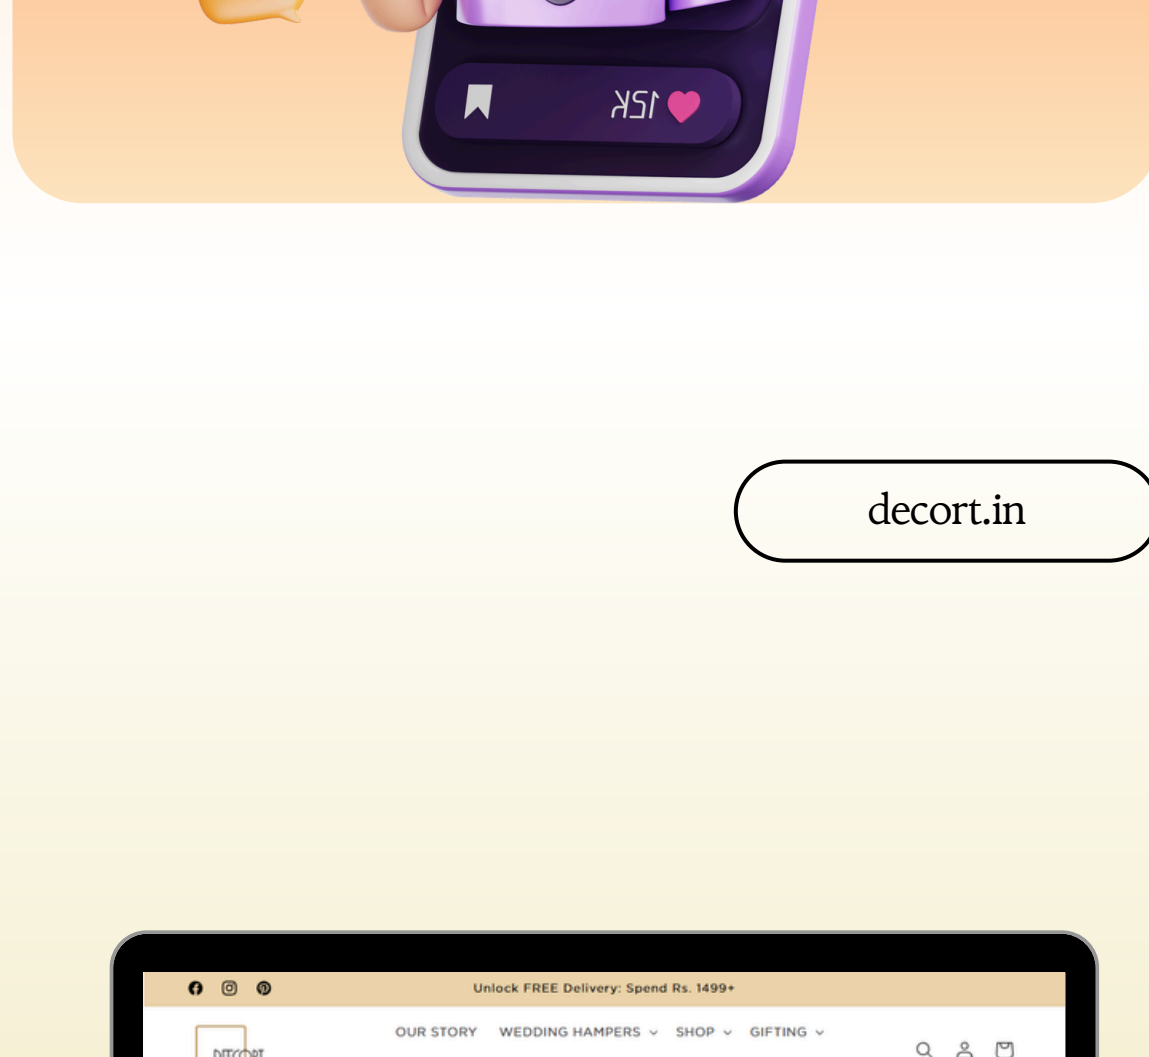 15K
decort.in
Unlock FREE Delivery: Spend Rs. 1499+
OUR STORY WEDDING HAMPERS SHOP GIFTING